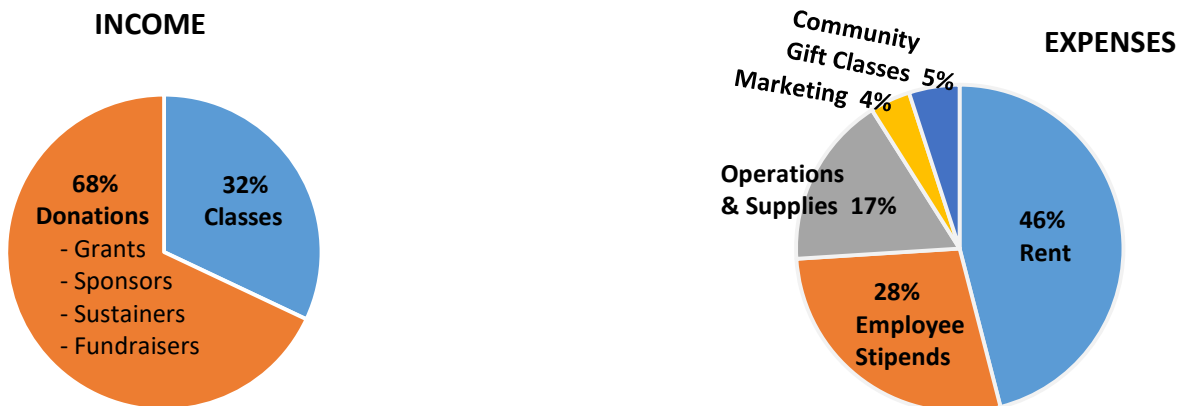 INCOME
68%
Donations
- Grants
- Sponsors
- Sustainers
- Fundraisers
32%
Classes
EXPENSES
Community
Gift Classes 5%
Marketing 4%
Operations
& Supplies 17%
46%
Rent
28%
Employee
Stipends